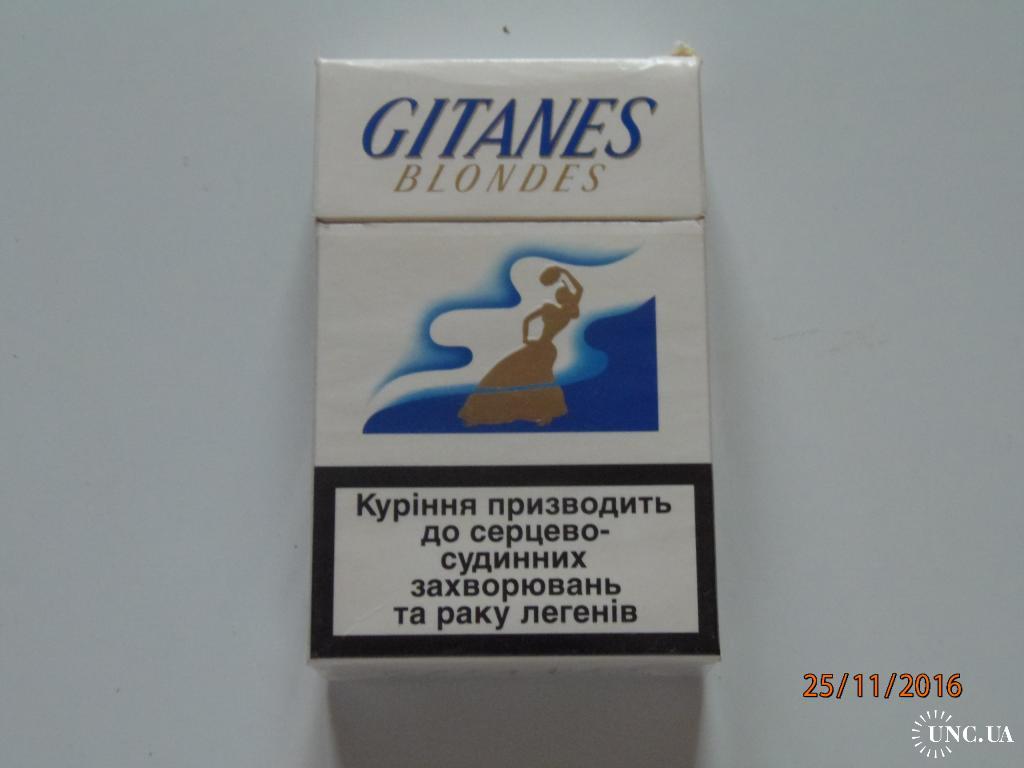 GITANES
BLONDES
Куріння призводить
до серцево-
судинних
захворювань
та раку легенів
25/11/2016
UNC.UA